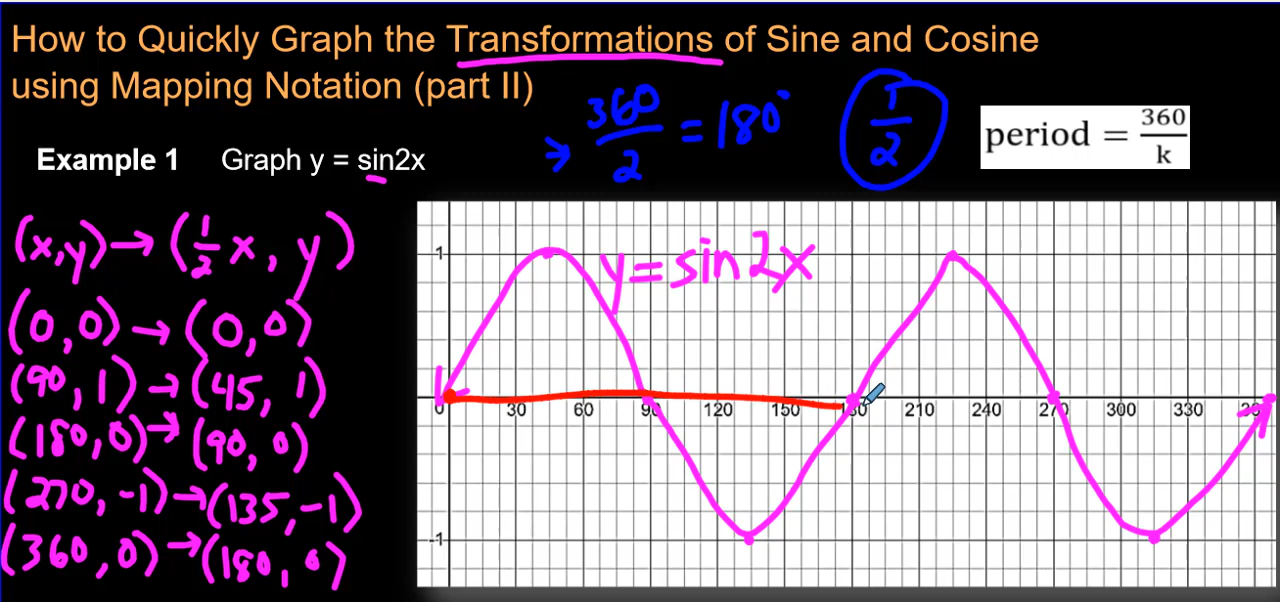 How to Quickly Graph the Transformations of Sine and Cosine
using Mapping Notation (part II)
→ 360/2 = 180°
1/2
period = 360/k
Example 1 Graph y = sin2x
(x,y) → (1/2 x, y)
(0,0) → (0,0)
(90,1) → (45,1)
(180,0) → (90,0)
(270,-1) → (135,-1)
(360,0) → (180,0)
y = sin2x
1
0 30 60 90 120 150 180 210 240 270 300 330
-1